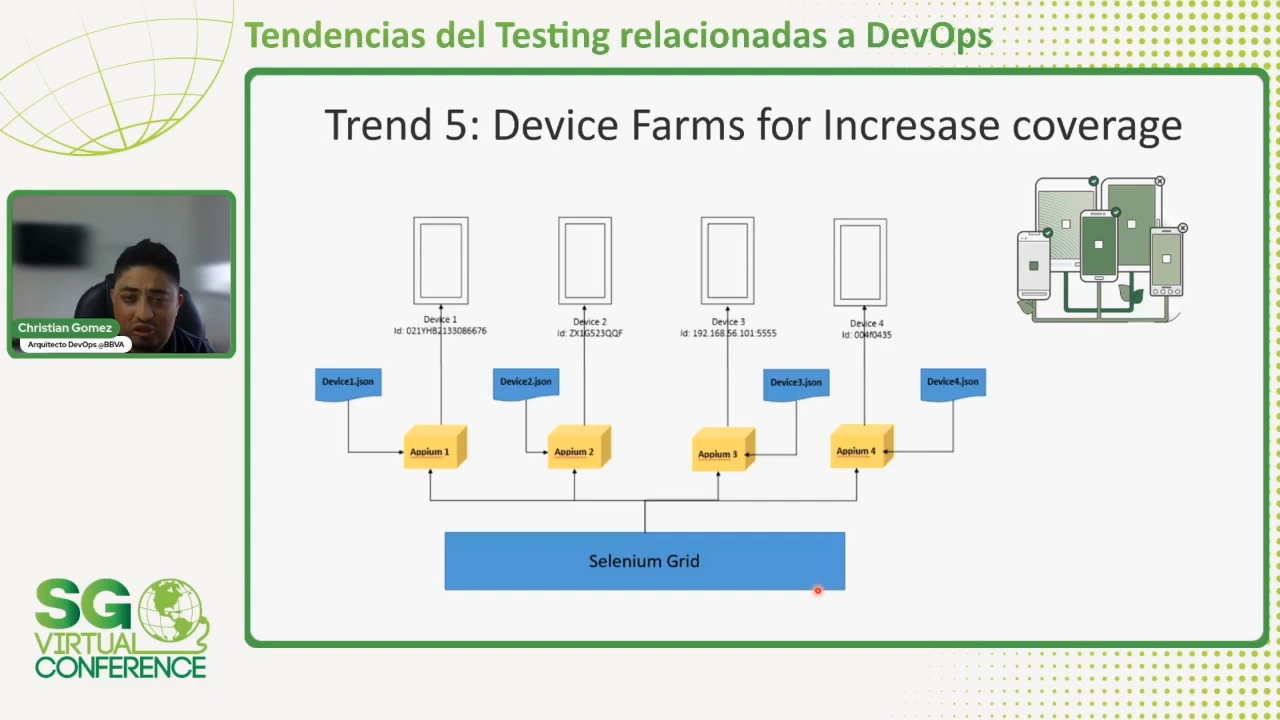 Tendencias del Testing relacionadas a DevOps
Trend 5: Device Farms for Incresase coverage
Device 1
Id: 021YHB2133086676
Device 2
Id: ZX1G523QQF
Device 3
Id: 192.168.56.101:5555
Device 4
Id: 004f0435
Device1.json
Device2.json
Device3.json
Device4.json
Appium 1
Appium 2
Appium 3
Appium 4
Selenium Grid
Christian Gomez
Arquitecto DevOps @BBVA
SG
VIRTUAL
CONFERENCE